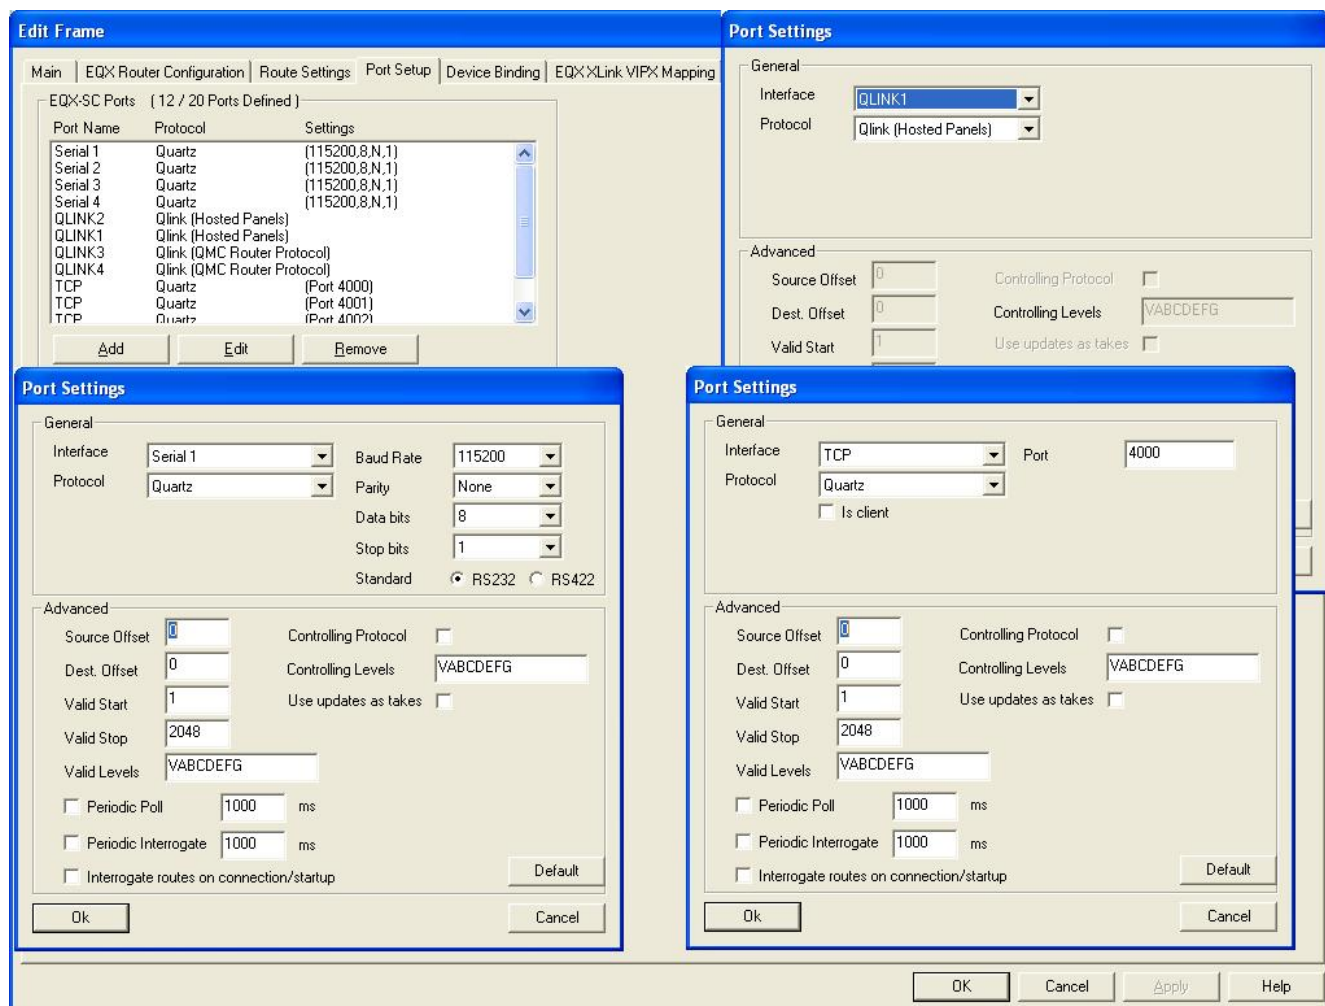 Edit Frame
Main EQX Router Configuration Route Settings Port Setup Device Binding EQX XLink VIPX Mapping
EQX-SC Ports ( 12 / 20 Ports Defined )
Port Name Protocol Settings
Serial 1 Quartz (115200,8,N,1)
Serial 2 Quartz (115200,8,N,1)
Serial 3 Quartz (115200,8,N,1)
Serial 4 Quartz (115200,8,N,1)
QLINK2 Qlink (Hosted Panels)
QLINK1 Qlink (Hosted Panels)
QLINK3 Qlink (QMC Router Protocol)
QLINK4 Qlink (QMC Router Protocol)
TCP Quartz (Port 4000)
TCP Quartz (Port 4001)
TCP Quartz (Port 4002)
Add Edit Remove
Port Settings
General
Interface QLINK1
Protocol Qlink (Hosted Panels)
Advanced
Source Offset 0 Controlling Protocol
Dest. Offset 0 Controlling Levels VABCDEFG
Valid Start 1 Use updates as takes
Port Settings
General
Interface Serial 1 Baud Rate 115200
Protocol Quartz Parity None
Data bits 8
Stop bits 1
Standard RS232 RS422
Advanced
Source Offset 0 Controlling Protocol
Dest. Offset 0 Controlling Levels VABCDEFG
Valid Start 1 Use updates as takes
Valid Stop 2048
Valid Levels VABCDEFG
Periodic Poll 1000 ms
Periodic Interrogate 1000 ms
Interrogate routes on connection/startup
Default
Ok Cancel
Port Settings
General
Interface TCP Port 4000
Protocol Quartz
Is client
Advanced
Source Offset 0 Controlling Protocol
Dest. Offset 0 Controlling Levels VABCDEFG
Valid Start 1 Use updates as takes
Valid Stop 2048
Valid Levels VABCDEFG
Periodic Poll 1000 ms
Periodic Interrogate 1000 ms
Interrogate routes on connection/startup
Default
Ok Cancel
OK Cancel Apply Help